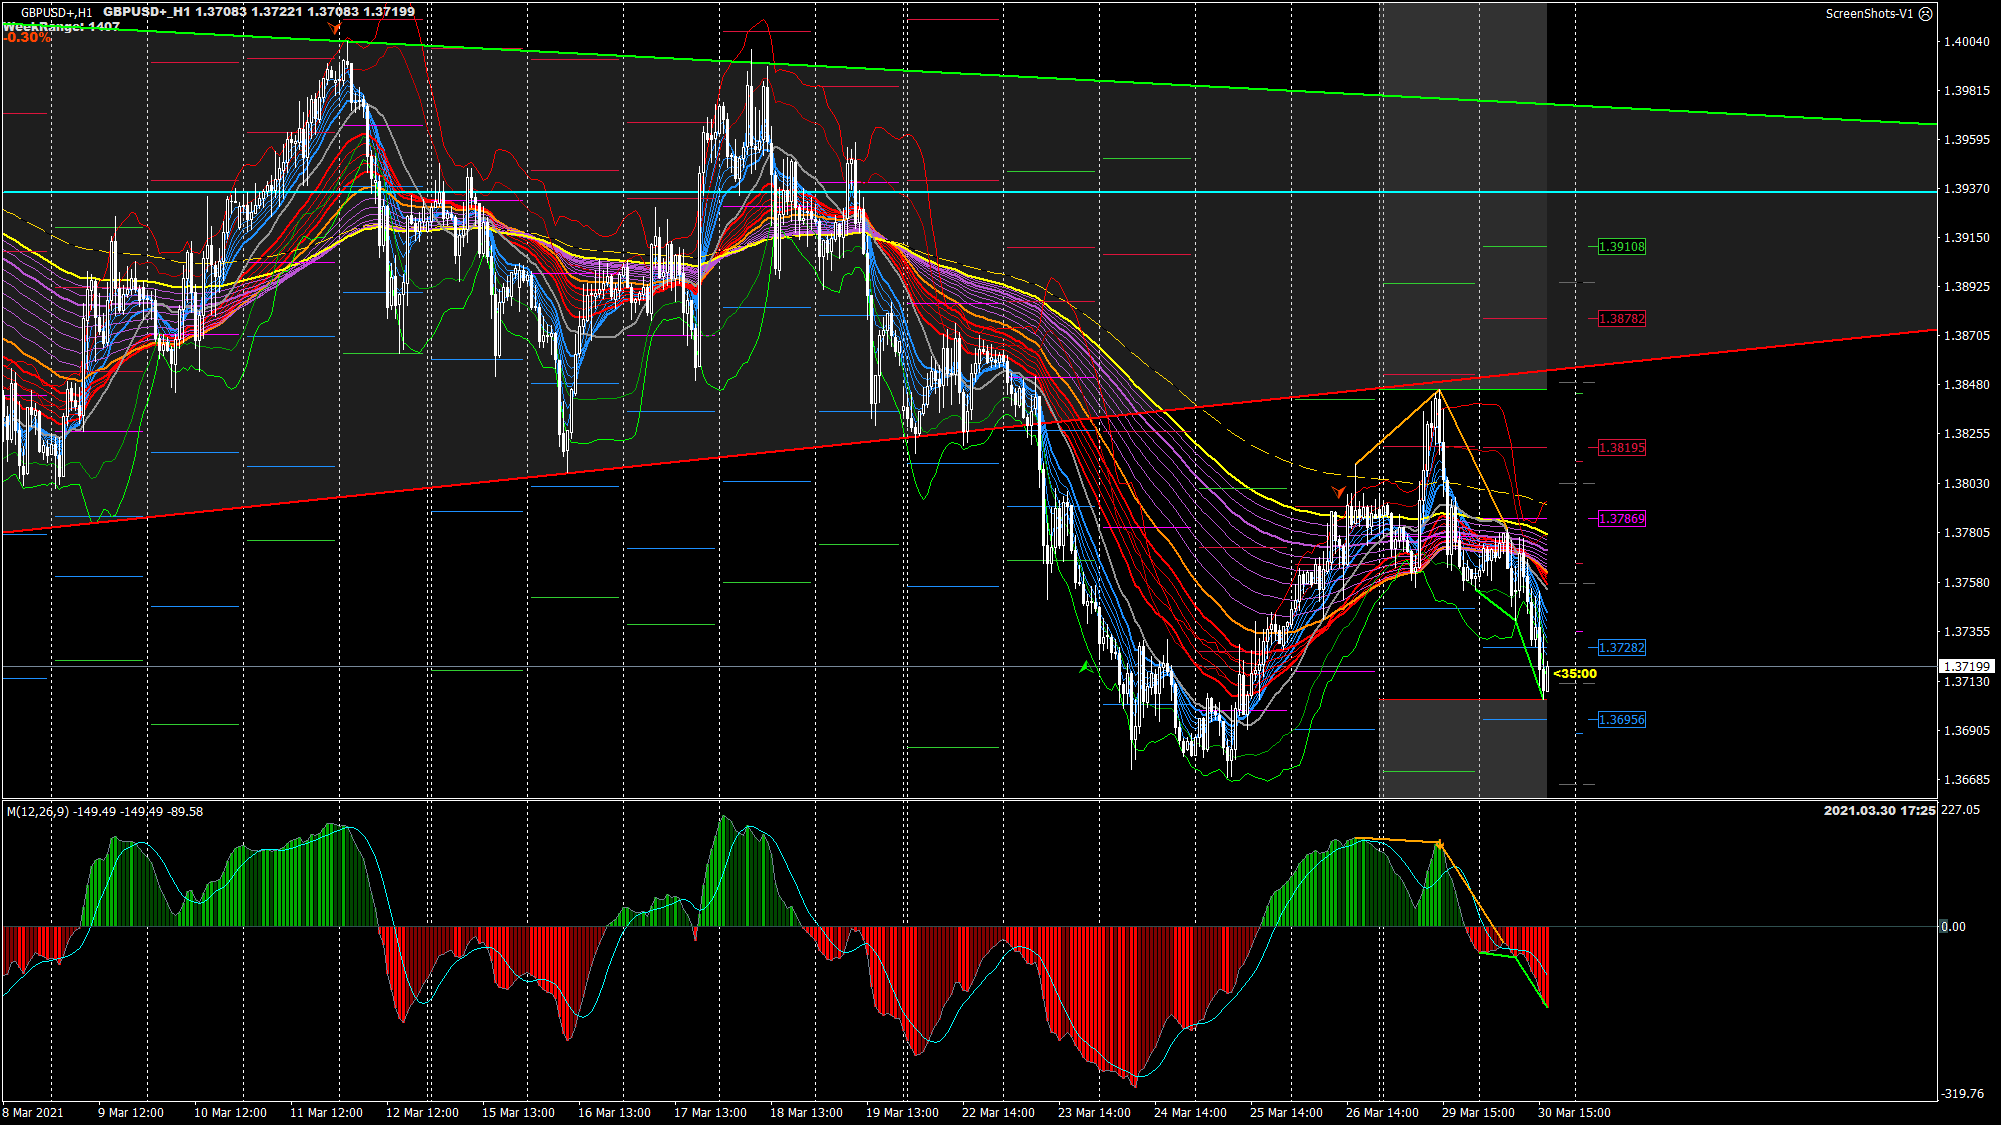 GBPUSD+,H1 GBPUSD+_H1 1.37083 1.37221 1.37083 1.37199
ScreenShots-V1
WeekRange: 1407
-0.30%
1.40040
1.39815
1.39595
1.39370
1.39150
1.38925
1.38705
1.38480
1.38255
1.38030
1.37805
1.37580
1.37355
1.37199
1.37130
1.36905
1.36685
1.39108
1.38782
1.38195
1.37869
1.37282
<35:00
1.36956
M(12,26,9) -149.49 -149.49 -89.58
2021.03.30 17:25
227.05
0.00
-319.76
8 Mar 2021
9 Mar 12:00
10 Mar 12:00
11 Mar 12:00
12 Mar 12:00
15 Mar 13:00
16 Mar 13:00
17 Mar 13:00
18 Mar 13:00
19 Mar 13:00
22 Mar 14:00
23 Mar 14:00
24 Mar 14:00
25 Mar 14:00
26 Mar 14:00
29 Mar 15:00
30 Mar 15:00